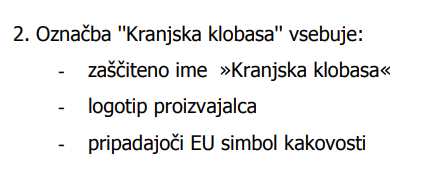 2. Označba "Kranjska klobasa" vsebuje:
- zaščiteno ime »Kranjska klobasa«
- logotip proizvajalca
- pripadajoči EU simbol kakovosti